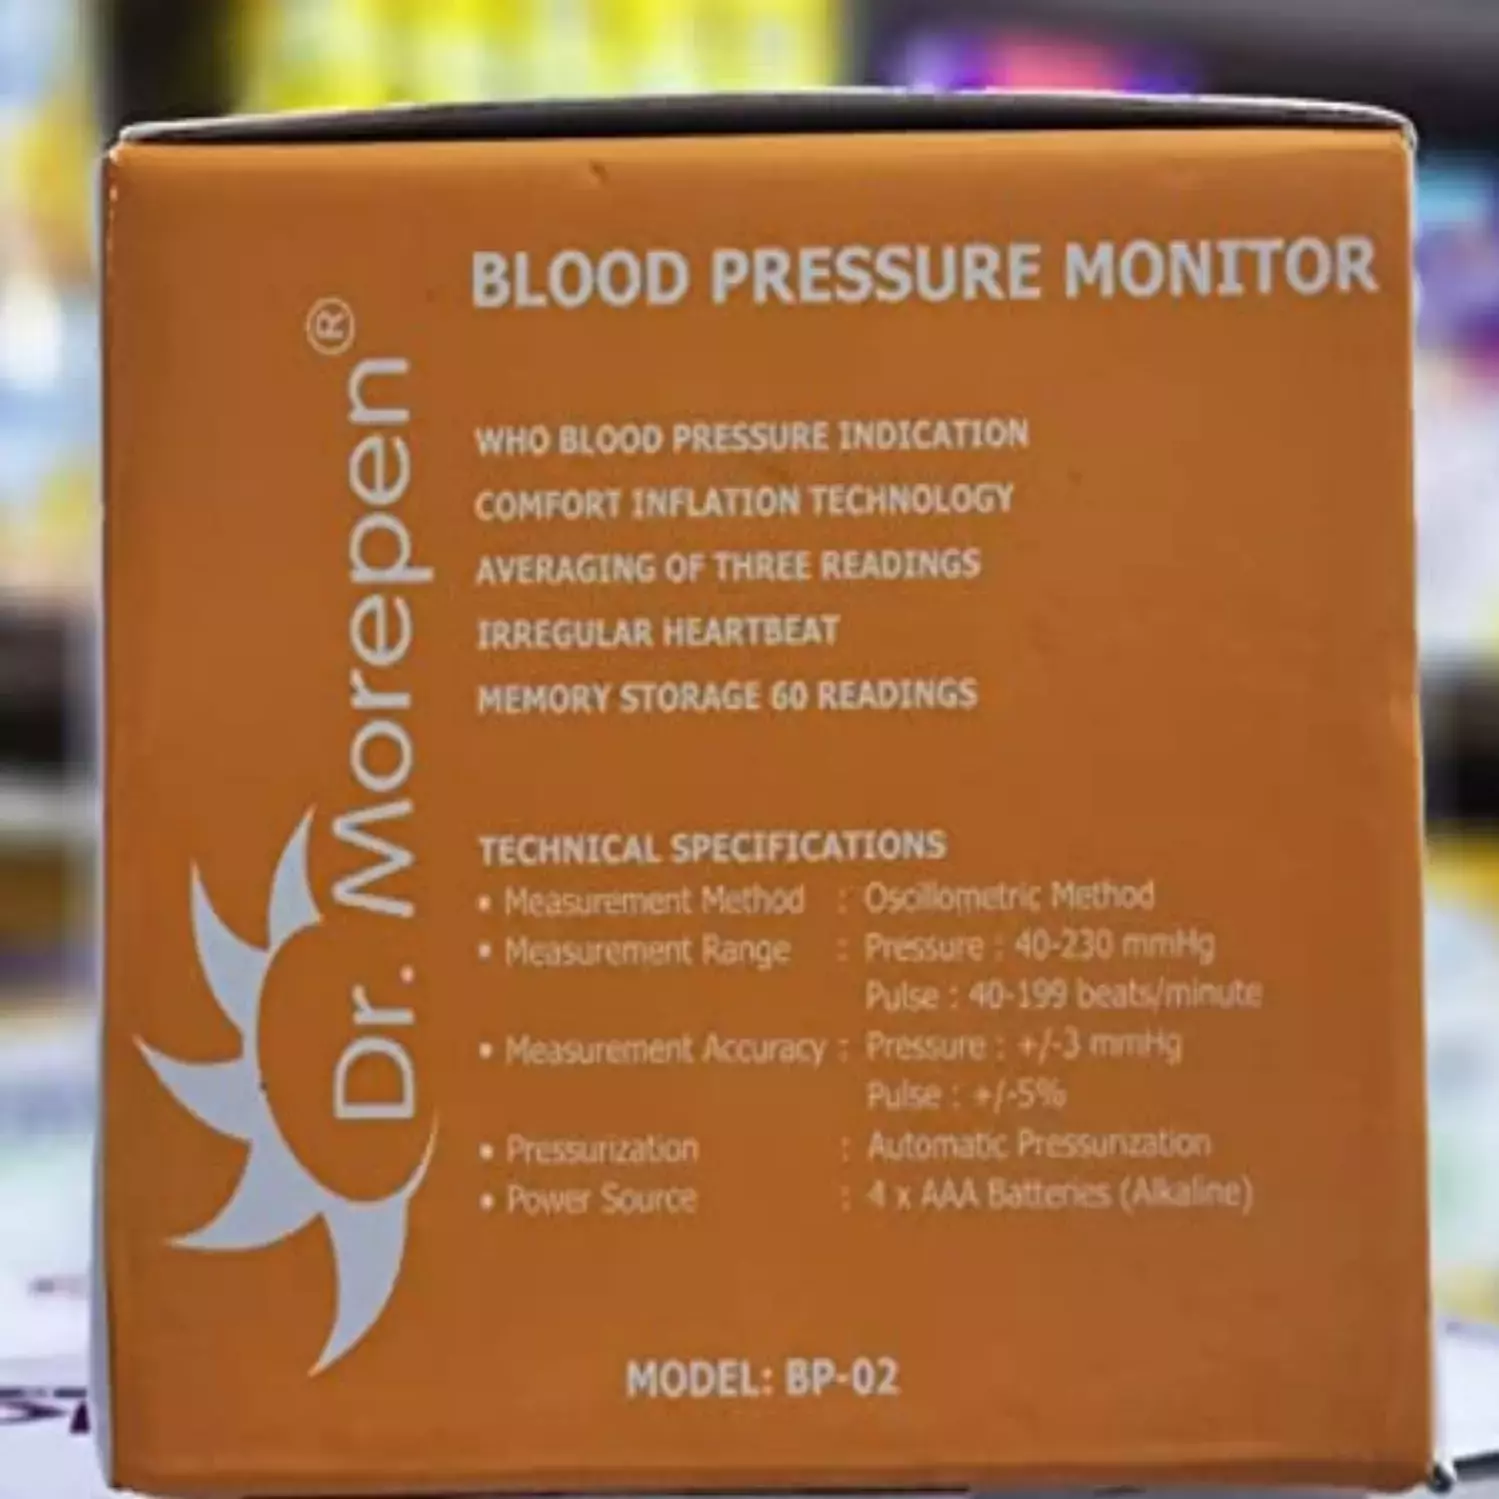 BLOOD PRESSURE MONITOR
Dr. Morepen®
WHO BLOOD PRESSURE INDICATION
COMFORT INFLATION TECHNOLOGY
AVERAGING OF THREE READINGS
IRREGULAR HEARTBEAT
MEMORY STORAGE 60 READINGS
TECHNICAL SPECIFICATIONS
• Measurement Method : Oscillometric Method
• Measurement Range : Pressure : 40-230 mmHg
Pulse : 40-199 beats/minute
• Measurement Accuracy : Pressure : +/-3 mmHg
Pulse : +/-5%
• Pressurization : Automatic Pressurization
• Power Source : 4 x AAA Batteries (Alkaline)
MODEL: BP-02